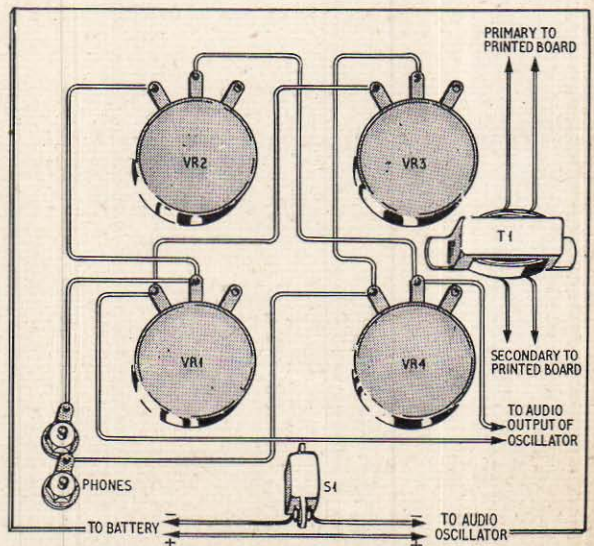 PRIMARY TO
PRINTED BOARD
VR2
VR3
T1
VR1
VR4
SECONDARY TO
PRINTED BOARD
TO AUDIO
OUTPUT OF
OSCILLATOR
PHONES
S1
TO BATTERY
−
+
−
+
TO AUDIO
OSCILLATOR